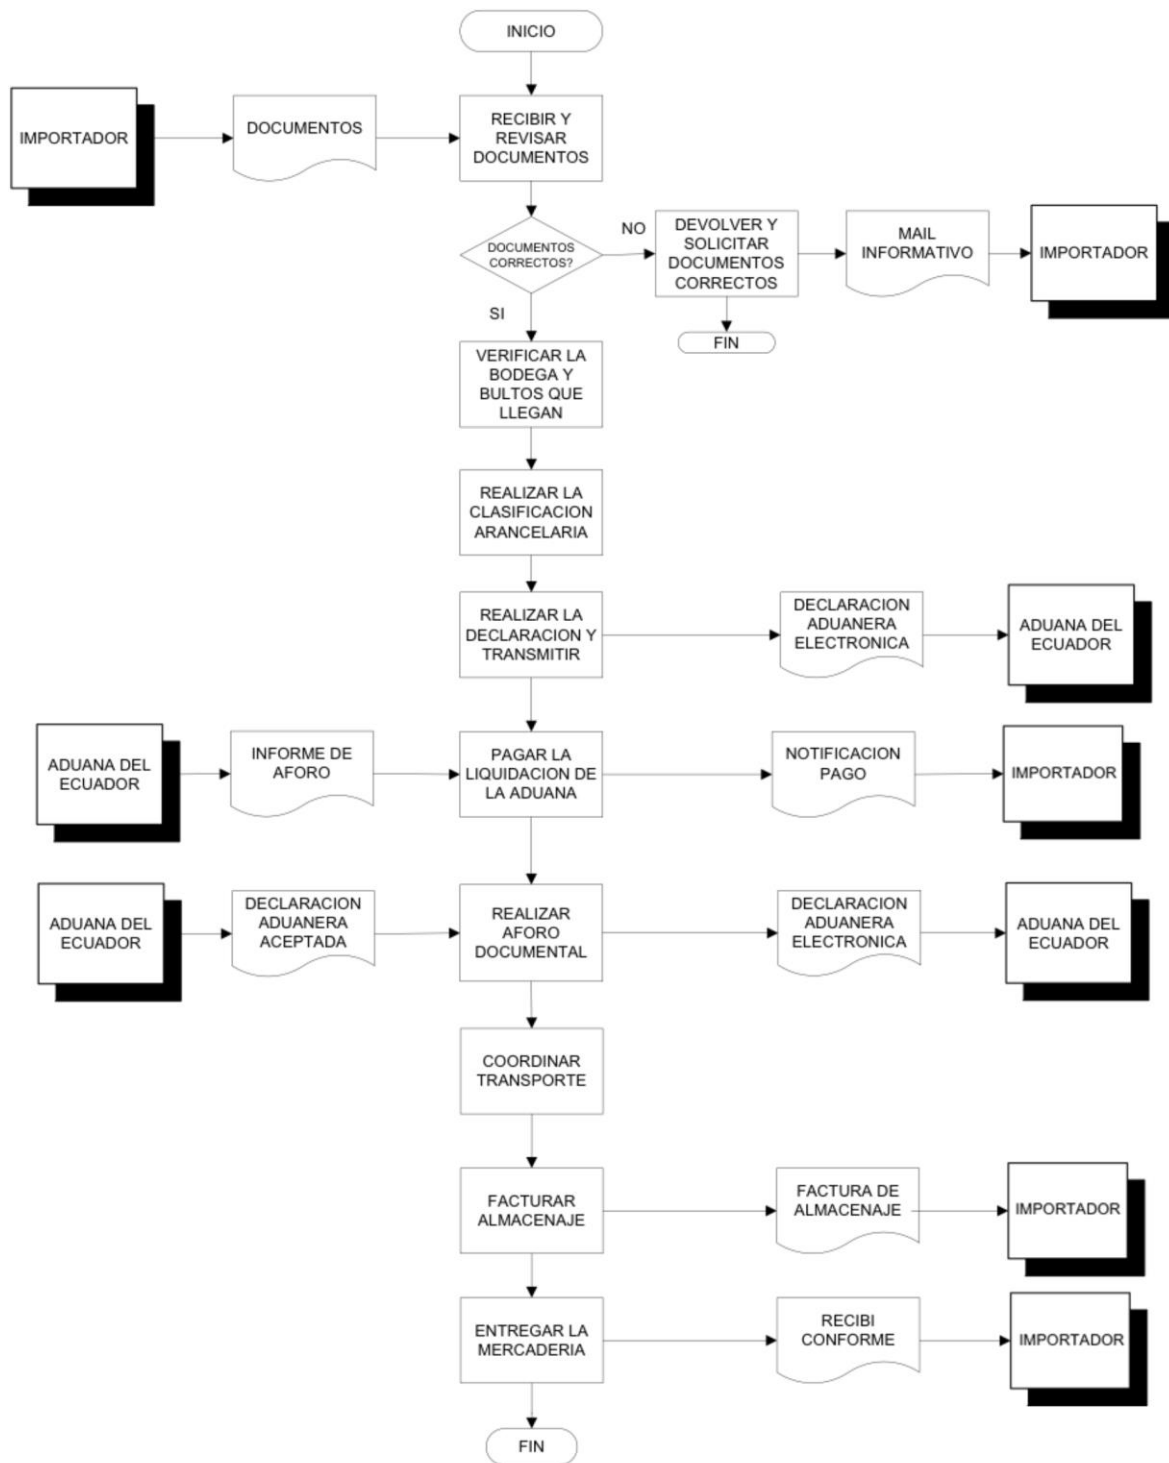 INICIO
IMPORTADOR
DOCUMENTOS
RECIBIR Y
REVISAR
DOCUMENTOS
DOCUMENTOS
CORRECTOS?
NO
DEVOLVER Y
SOLICITAR
DOCUMENTOS
CORRECTOS
MAIL
INFORMATIVO
IMPORTADOR
FIN
SI
VERIFICAR LA
BODEGA Y
BULTOS QUE
LLEGAN
REALIZAR LA
CLASIFICACION
ARANCELARIA
REALIZAR LA
DECLARACION Y
TRANSMITIR
DECLARACION
ADUANERA
ELECTRONICA
ADUANA DEL
ECUADOR
ADUANA DEL
ECUADOR
INFORME DE
AFORO
PAGAR LA
LIQUIDACION DE
LA ADUANA
NOTIFICACION
PAGO
IMPORTADOR
ADUANA DEL
ECUADOR
DECLARACION
ADUANERA
ACEPTADA
REALIZAR
AFORO
DOCUMENTAL
DECLARACION
ADUANERA
ELECTRONICA
ADUANA DEL
ECUADOR
COORDINAR
TRANSPORTE
FACTURAR
ALMACENAJE
FACTURA DE
ALMACENAJE
IMPORTADOR
ENTREGAR LA
MERCADERIA
RECIBI
CONFORME
IMPORTADOR
FIN